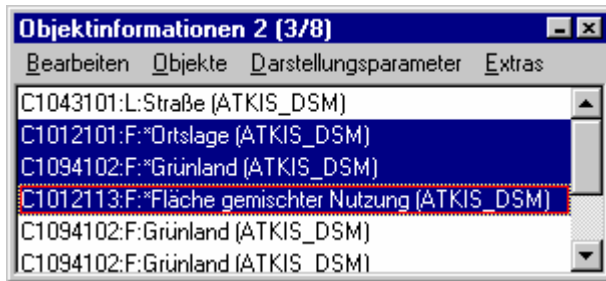 Objektinformationen 2 (3/8)
Bearbeiten Objekte Darstellungsparameter Extras
C1043101:L:Straße (ATKIS_DSM)
C1012101:F:*Ortslage (ATKIS_DSM)
C1094102:F:*Grünland (ATKIS_DSM)
C1012113:F:*Fläche gemischter Nutzung (ATKIS_DSM)
C1094102:F:Grünland (ATKIS_DSM)
C1094102:F:Grünland (ATKIS_DSM)